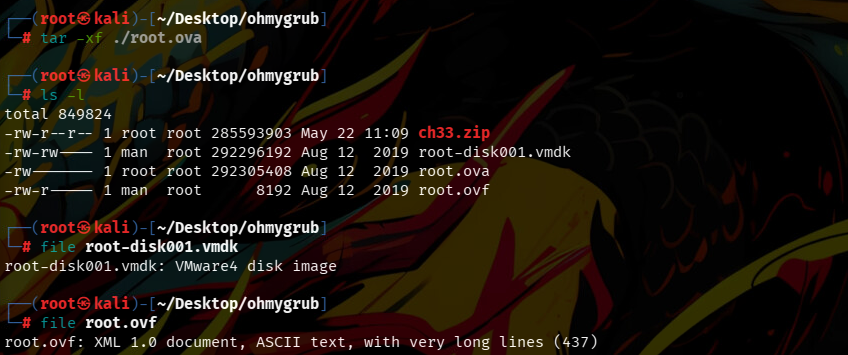 ┌──(root㉿kali)-[~/Desktop/ohmygrub]
└─# tar -xf ./root.ova
┌──(root㉿kali)-[~/Desktop/ohmygrub]
└─# ls -l
total 849824
-rw-r--r-- 1 root root 285593903 May 22 11:09 ch33.zip
-rw-rw---- 1 man  root 292296192 Aug 12  2019 root-disk001.vmdk
-rw------- 1 root root 292305408 Aug 12  2019 root.ova
-rw-r----- 1 man  root      8192 Aug 12  2019 root.ovf
┌──(root㉿kali)-[~/Desktop/ohmygrub]
└─# file root-disk001.vmdk
root-disk001.vmdk: VMware4 disk image
┌──(root㉿kali)-[~/Desktop/ohmygrub]
└─# file root.ovf
root.ovf: XML 1.0 document, ASCII text, with very long lines (437)